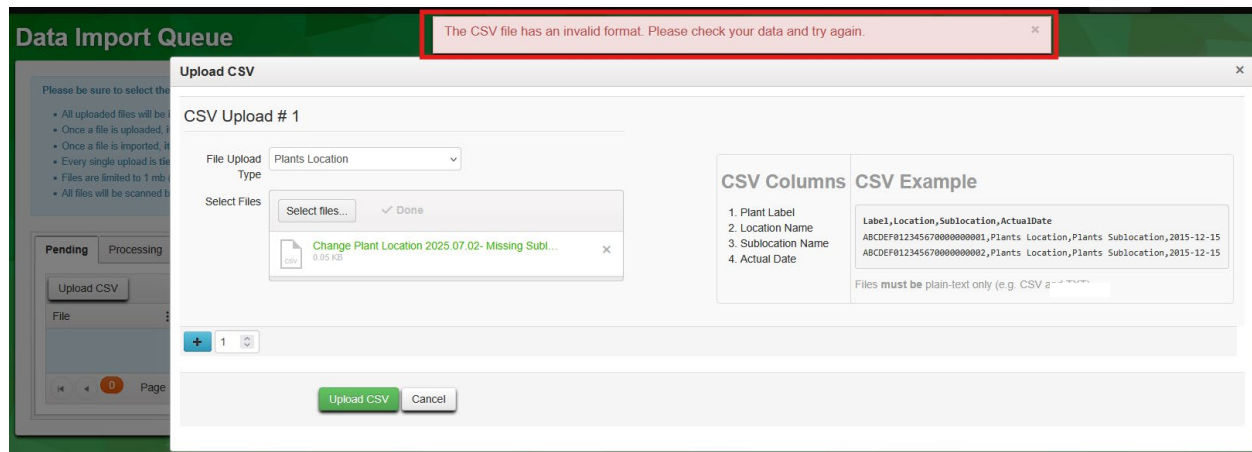 Data Import Queue
The CSV file has an invalid format. Please check your data and try again. ×
Upload CSV ×
Please be sure to select the
• All uploaded files will be
• Once a file is uploaded,
• Once a file is imported,
• Every single upload is tie
• Files are limited to 1 mb
• All files will be scanned b
CSV Upload # 1
File Upload Type
Plants Location
Select Files
Select files...
✓ Done
CSV
Change Plant Location 2025.07.02- Missing Subl... ×
0.05 KB
CSV Columns
1. Plant Label
2. Location Name
3. Sublocation Name
4. Actual Date
CSV Example
Label,Location,Sublocation,ActualDate
ABCDEF012345670000000001,Plants Location,Plants Sublocation,2015-12-15
ABCDEF012345670000000002,Plants Location,Plants Sublocation,2015-12-15
Files must be plain-text only (e.g. CSV
Pending
Processing
Upload CSV
File
0
Page
+ 1
Upload CSV
Cancel